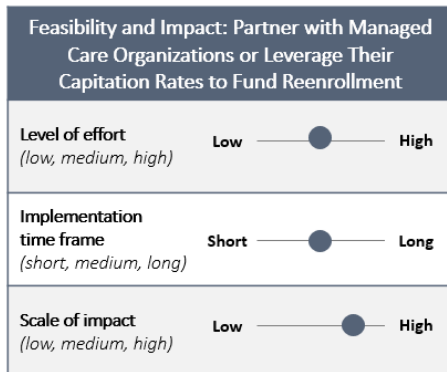 Feasibility and Impact: Partner with Managed
Care Organizations or Leverage Their
Capitation Rates to Fund Reenrollment
Level of effort
(low, medium, high)
Low
High
Implementation
time frame
(short, medium, long)
Short
Long
Scale of impact
(low, medium, high)
Low
High